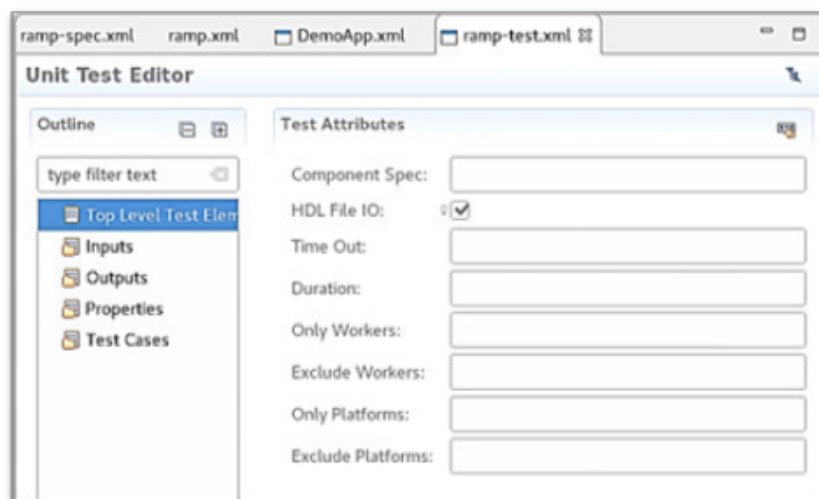 ramp-spec.xml ramp.xml DemoApp.xml ramp-test.xml
Unit Test Editor
Outline
type filter text
Top Level Test Elem
Inputs
Outputs
Properties
Test Cases
Test Attributes
Component Spec:
HDL File IO:
Time Out:
Duration:
Only Workers:
Exclude Workers:
Only Platforms:
Exclude Platforms: